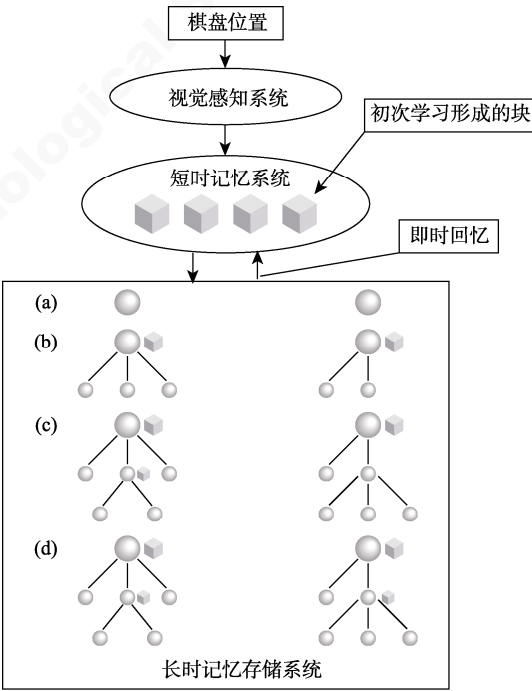 棋盘位置
视觉感知系统
初次学习形成的块
短时记忆系统
即时回忆
(a)
(b)
(c)
(d)
长时记忆存储系统
ological